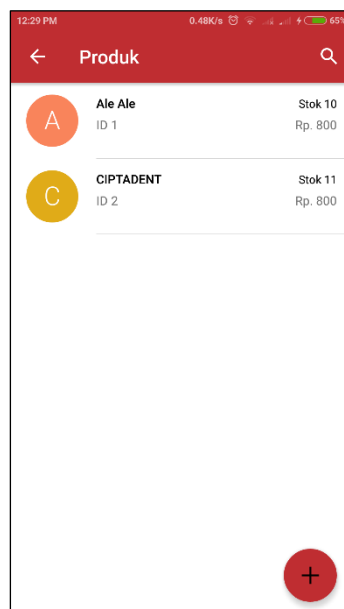 12:29 PM 0.48K/s 65%
Produk
A
Ale Ale Stok 10
ID 1 Rp. 800
C
CIPTADENT Stok 11
ID 2 Rp. 800
+